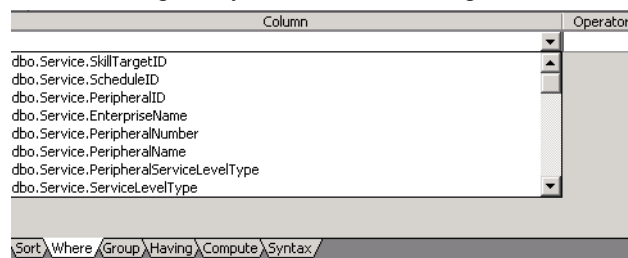 Column Operator
dbo.Service.SkillTargetID
dbo.Service.ScheduleID
dbo.Service.PeripheralID
dbo.Service.EnterpriseName
dbo.Service.PeripheralNumber
dbo.Service.PeripheralName
dbo.Service.PeripheralServiceLevelType
dbo.Service.ServiceLevelType
Sort Where Group Having Compute Syntax